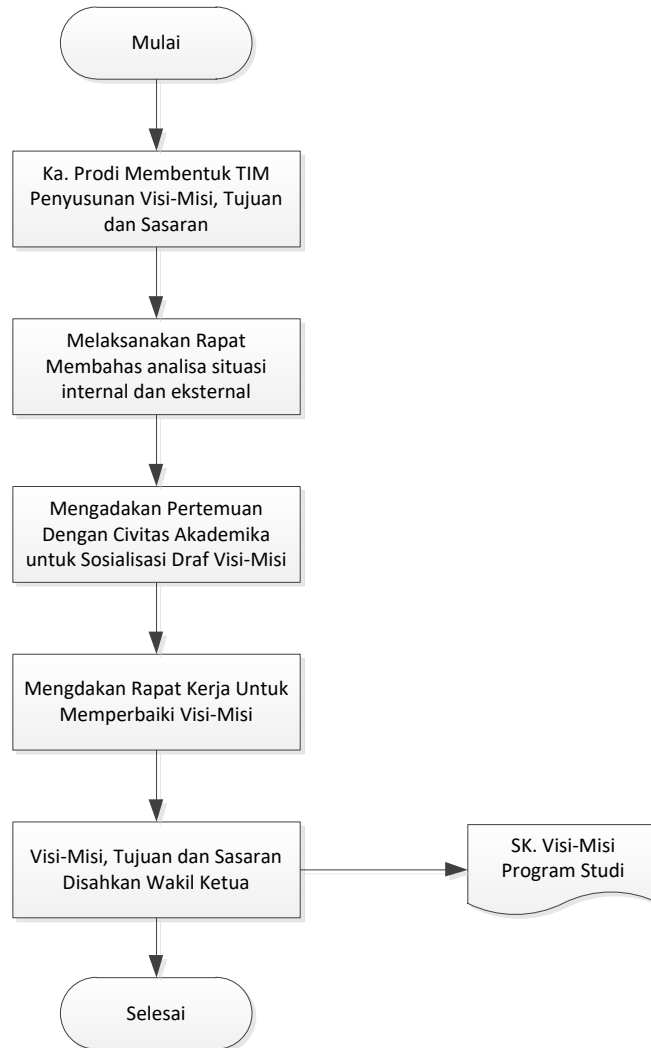 Mulai
Ka. Prodi Membentuk TIM
Penyusunan Visi-Misi, Tujuan
dan Sasaran
Melaksanakan Rapat
Membahas analisa situasi
internal dan eksternal
Mengadakan Pertemuan
Dengan Civitas Akademika
untuk Sosialisasi Draf Visi-Misi
Mengdakan Rapat Kerja Untuk
Memperbaiki Visi-Misi
Visi-Misi, Tujuan dan Sasaran
Disahkan Wakil Ketua
SK. Visi-Misi
Program Studi
Selesai